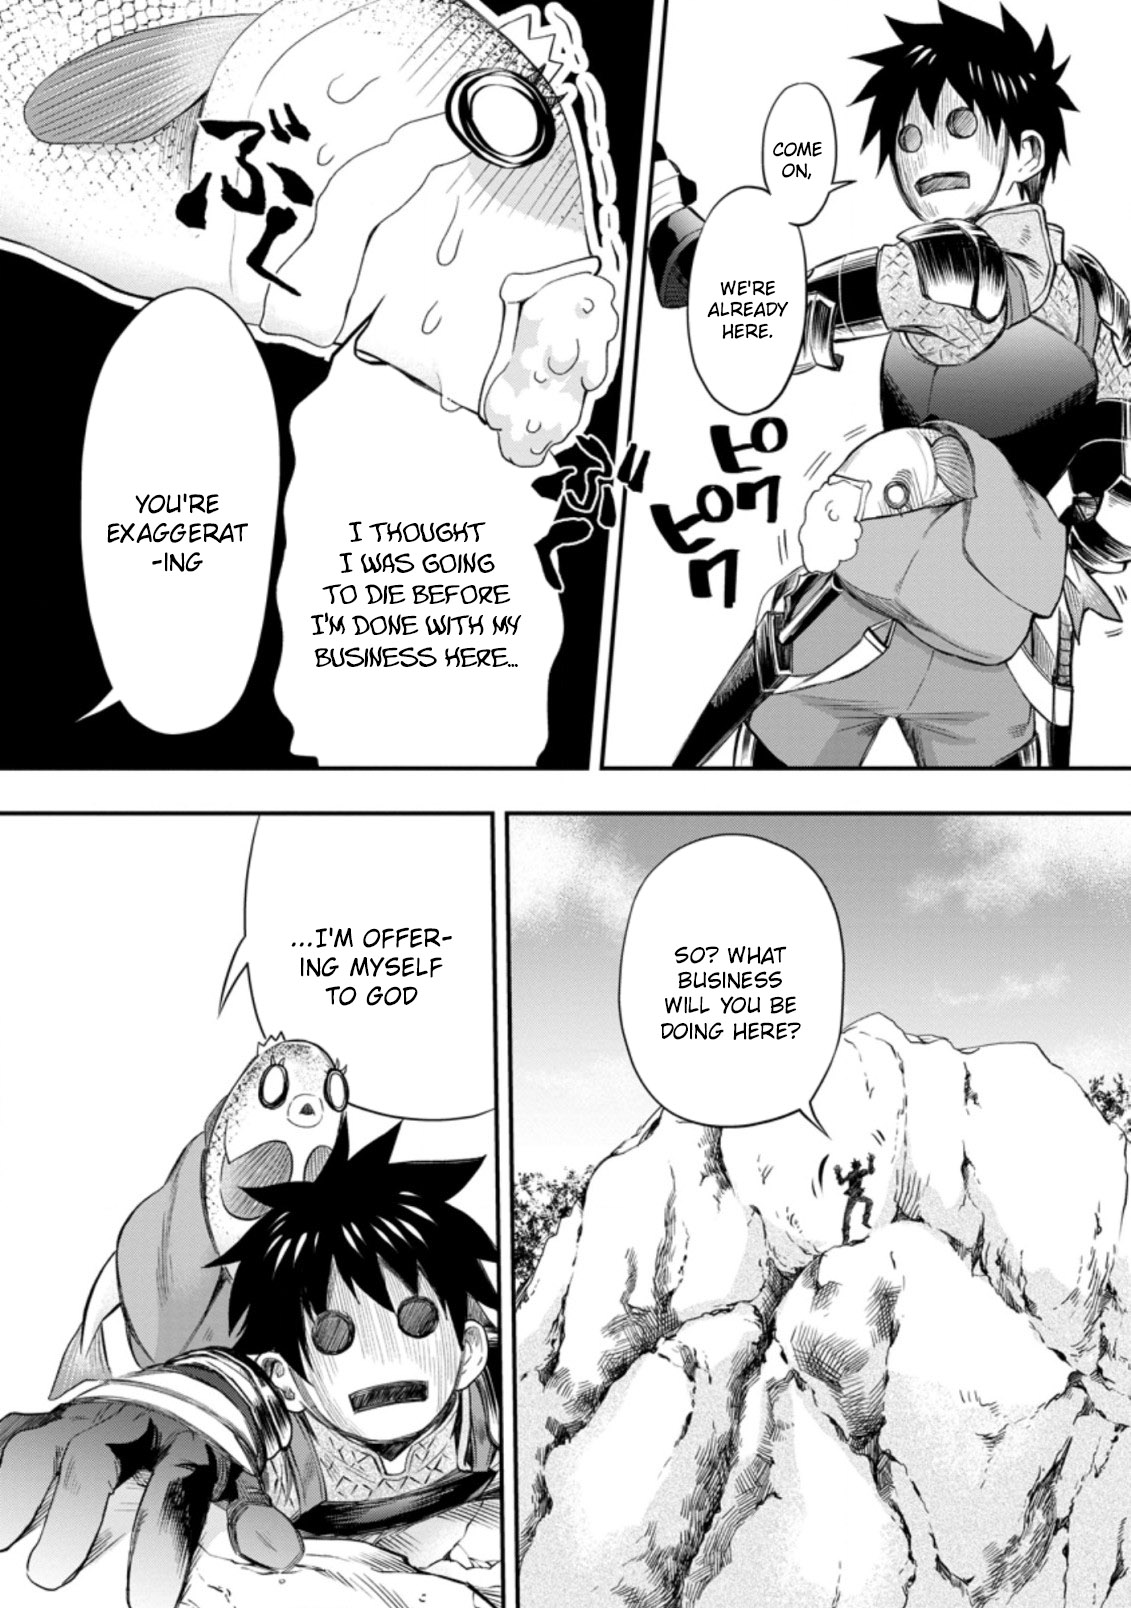 COME
ON,
WE'RE
ALREADY
HERE.
ピク
ピク
ぶく
ぶく
I THOUGHT
I WAS GOING
TO DIE BEFORE
I'M DONE WITH MY
BUSINESS HERE...
YOU'RE
EXAGGERAT
-ING
SO? WHAT
BUSINESS
WILL YOU BE
DOING HERE?
...I'M OFFER-
ING MYSELF
TO GOD